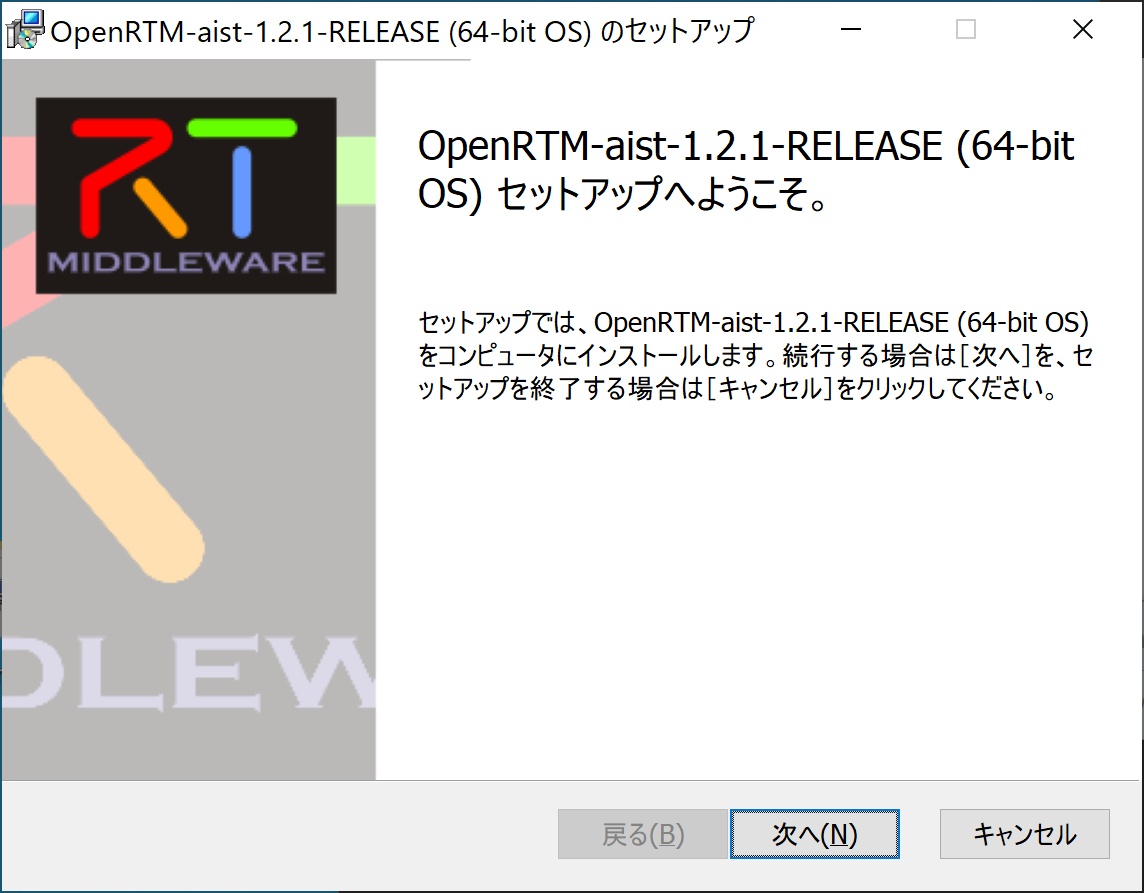 OpenRTM-aist-1.2.1-RELEASE (64-bit OS) のセットアップ
RT
MIDDLEWARE
OpenRTM-aist-1.2.1-RELEASE (64-bit
OS) セットアップへようこそ。
セットアップでは、OpenRTM-aist-1.2.1-RELEASE (64-bit OS)
をコンピュータにインストールします。続行する場合は［次へ］を、セ
ットアップを終了する場合は［キャンセル］をクリックしてください。
DLEW
戻る(B)
次へ(N)
キャンセル